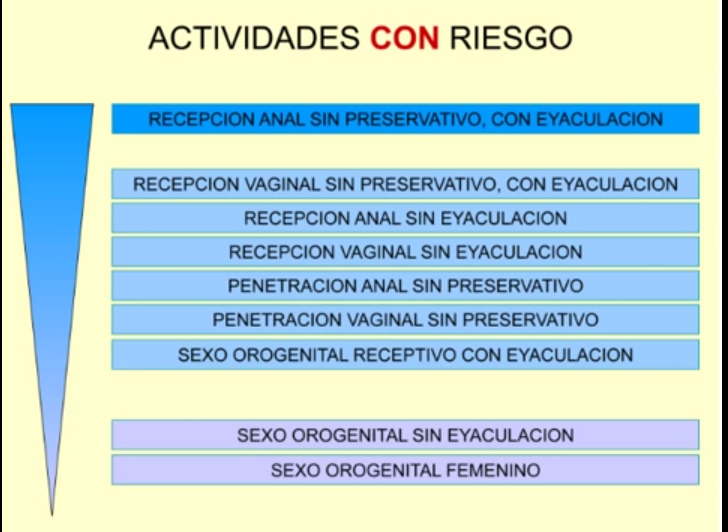 ACTIVIDADES CON RIESGO
RECEPCION ANAL SIN PRESERVATIVO, CON EYACULACION
RECEPCION VAGINAL SIN PRESERVATIVO, CON EYACULACION
RECEPCION ANAL SIN EYACULACION
RECEPCION VAGINAL SIN EYACULACION
PENETRACION ANAL SIN PRESERVATIVO
PENETRACION VAGINAL SIN PRESERVATIVO
SEXO OROGENITAL RECEPTIVO CON EYACULACION
SEXO OROGENITAL SIN EYACULACION
SEXO OROGENITAL FEMENINO